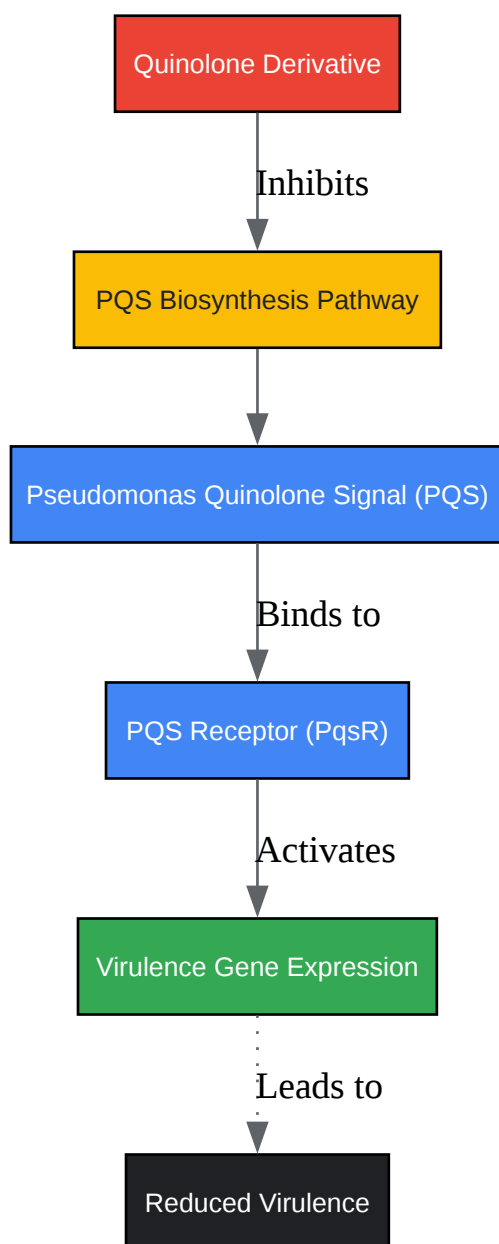 Quinolone Derivative
Inhibits
PQS Biosynthesis Pathway
Pseudomonas Quinolone Signal (PQS)
Binds to
PQS Receptor (PqsR)
Activates
Virulence Gene Expression
Leads to
Reduced Virulence